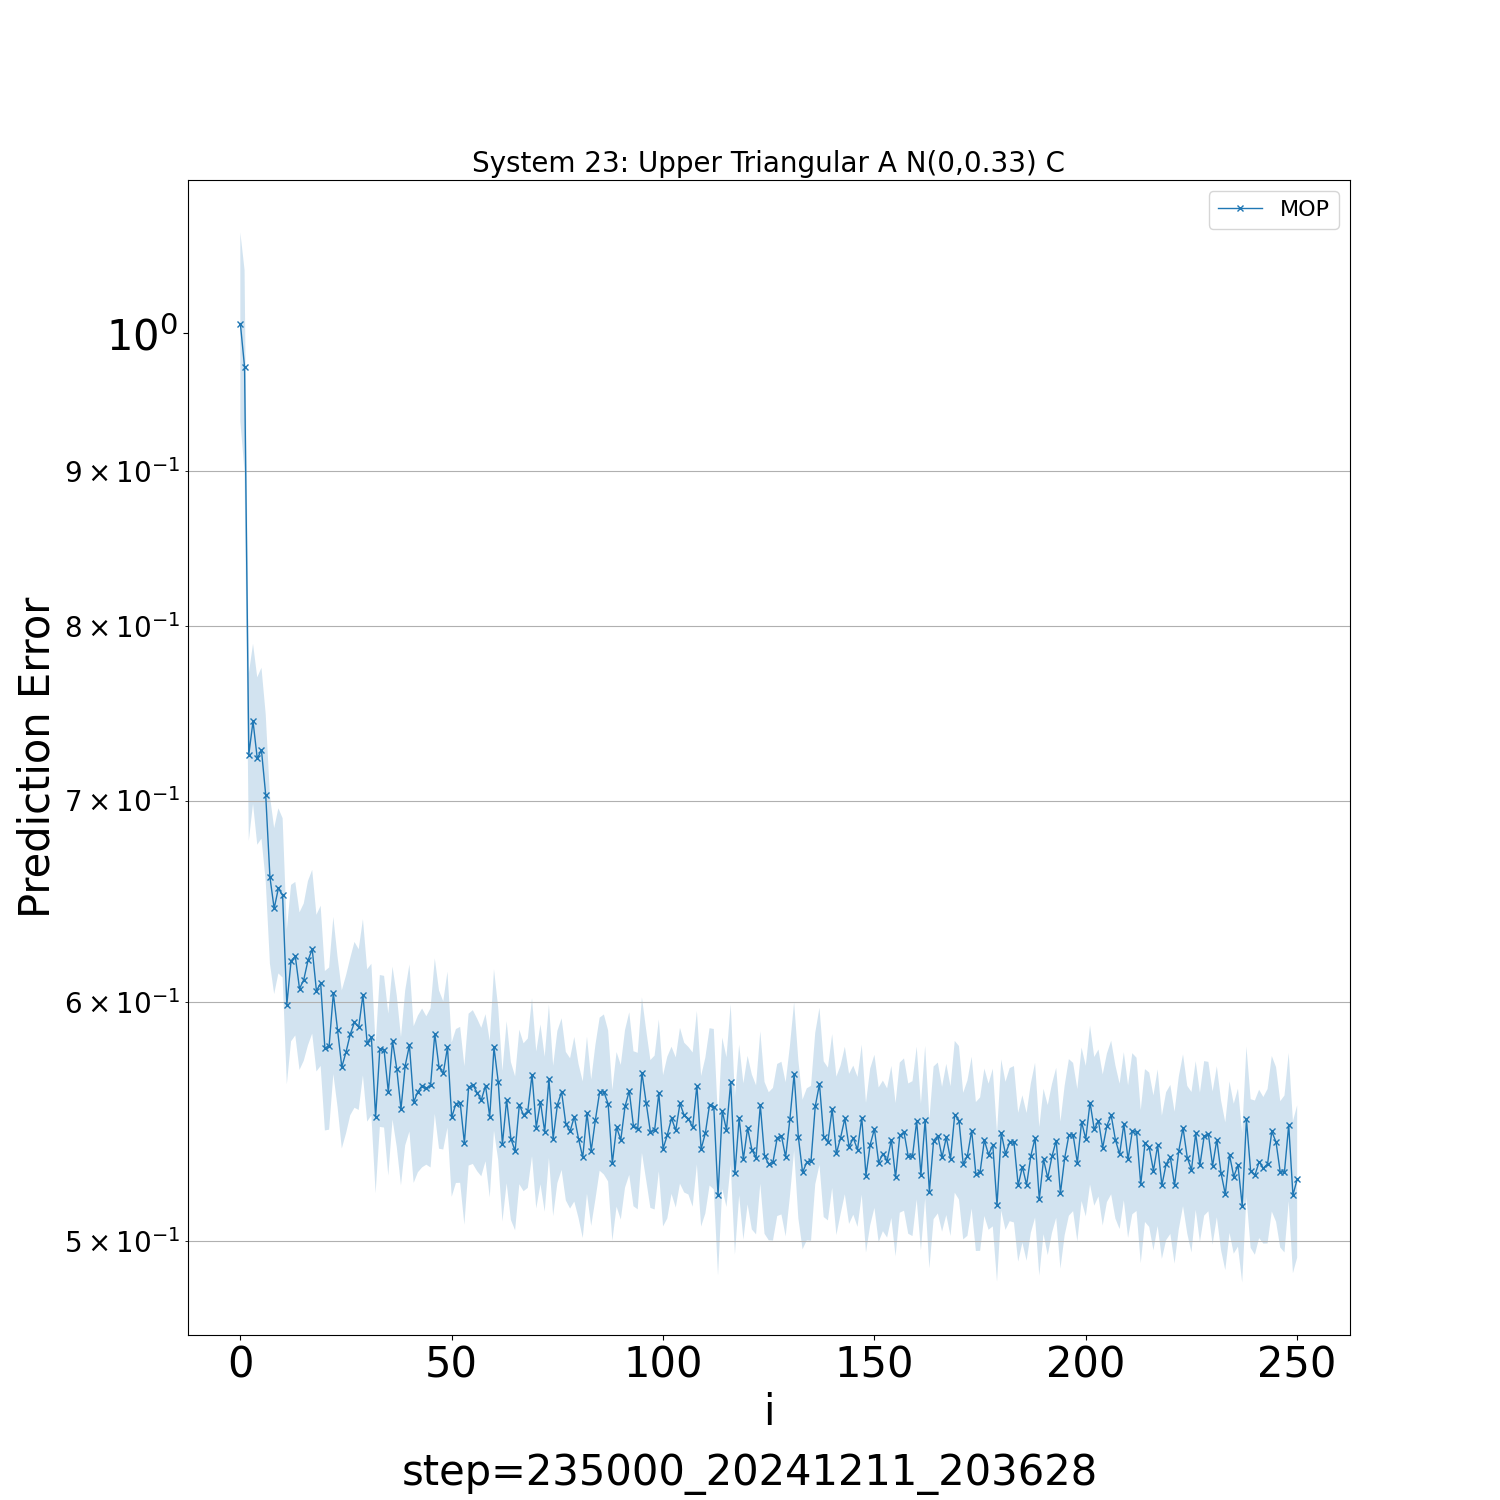 System 23: Upper Triangular A N(0,0.33) C
MOP
10⁰
9 × 10⁻¹
8 × 10⁻¹
7 × 10⁻¹
6 × 10⁻¹
5 × 10⁻¹
Prediction Error
0 50 100 150 200 250
i
step=235000_20241211_203628